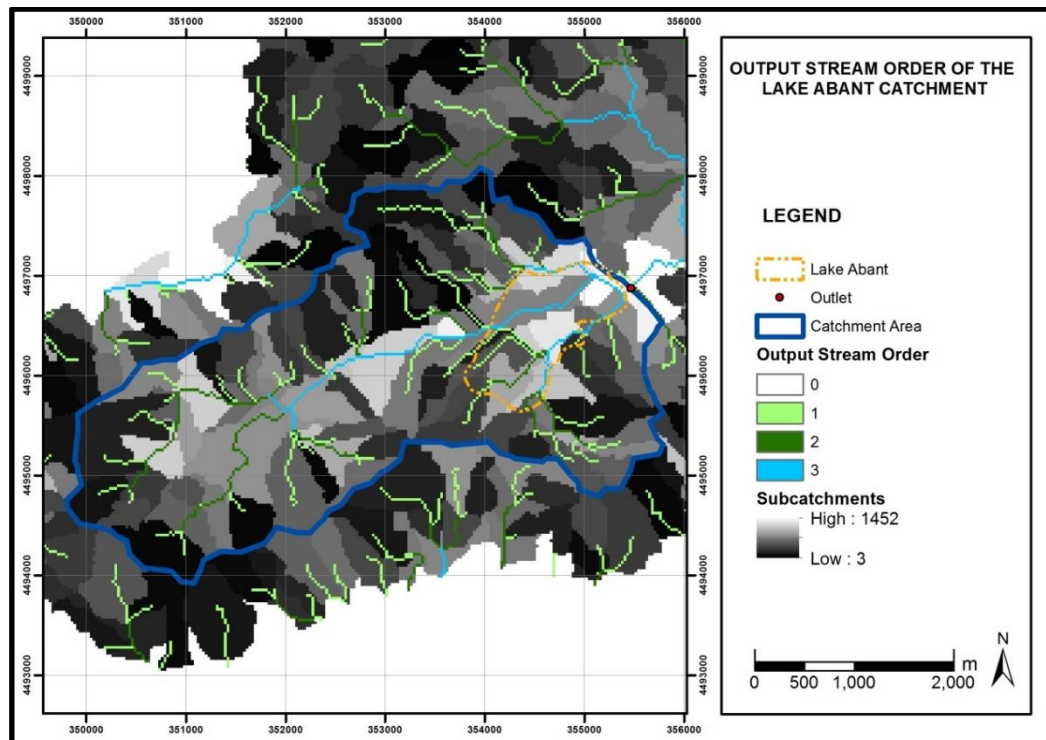 350000 351000 352000 353000 354000 355000 356000
4499000 4499000
4498000 4498000
4497000 4497000
4496000 4496000
4495000 4495000
4494000 4494000
4493000 4493000
350000 351000 352000 353000 354000 355000 356000
OUTPUT STREAM ORDER OF THE
LAKE ABANT CATCHMENT
LEGEND
Lake Abant
Outlet
Catchment Area
Output Stream Order
0
1
2
3
Subcatchments
High : 1452
Low : 3
N
m
0 500 1,000 2,000